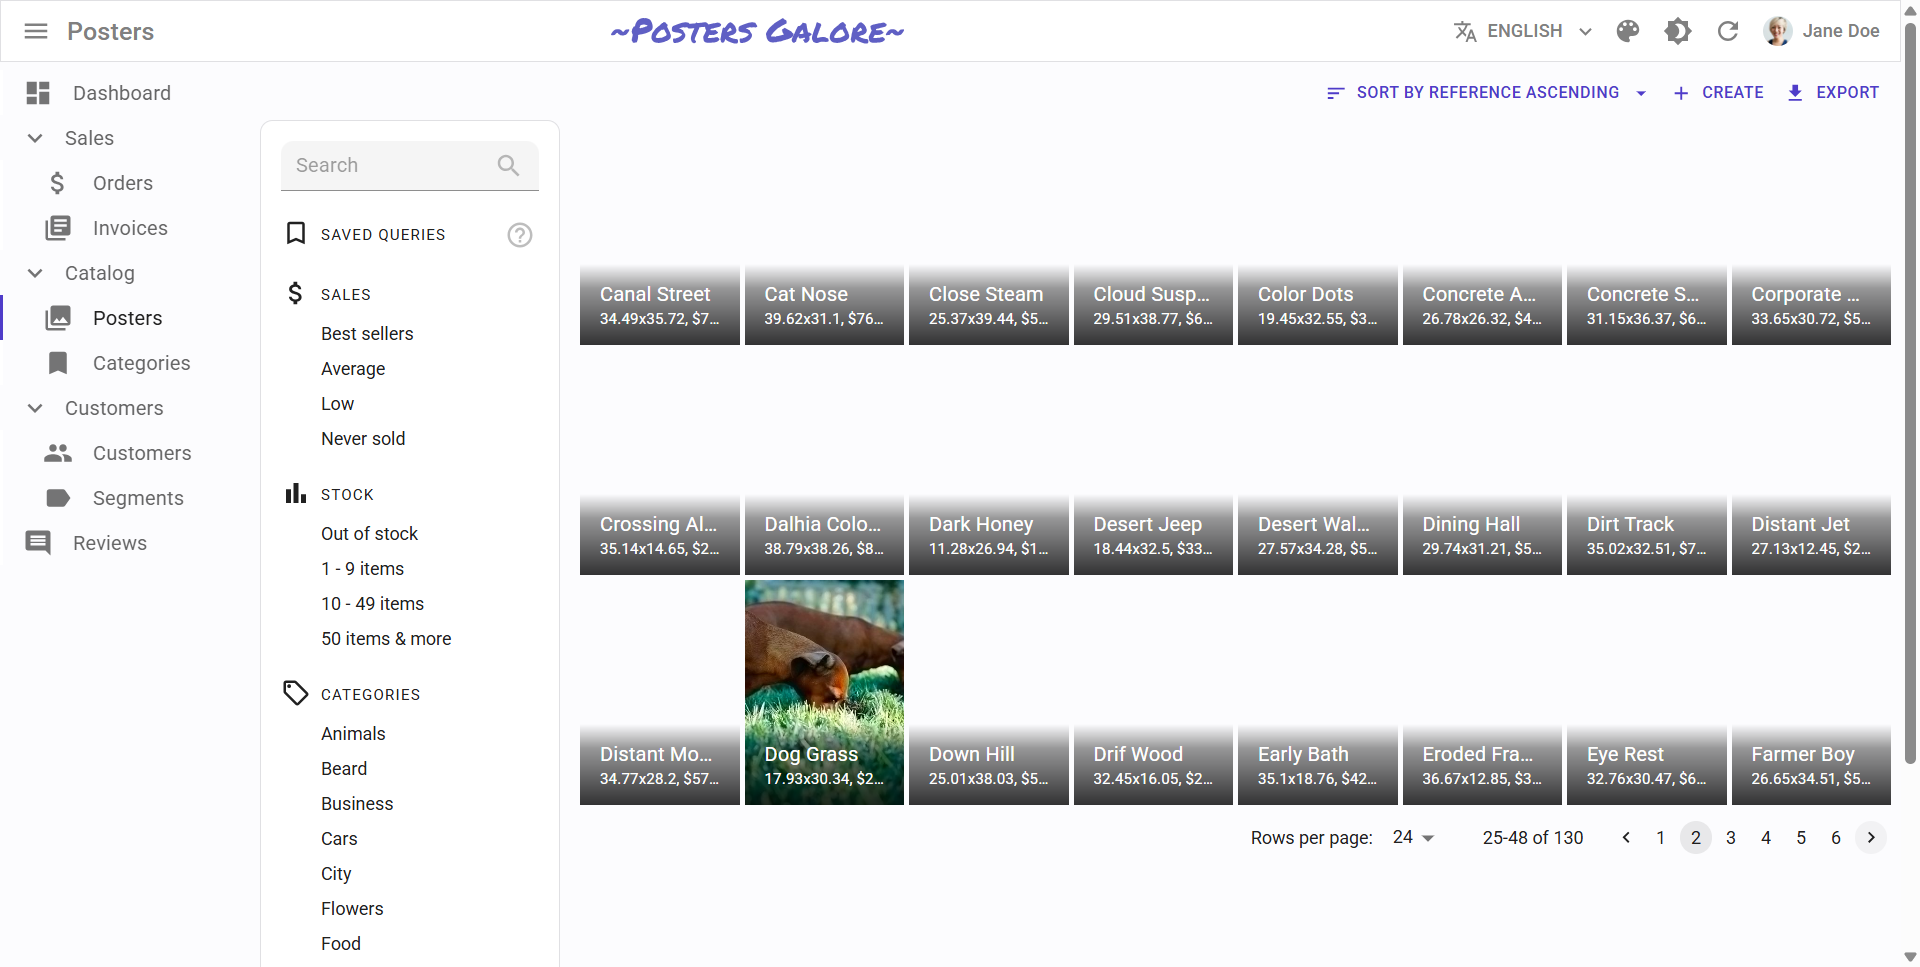 Posters
~Posters Galore~
ENGLISH
Jane Doe
Dashboard
Sales
Orders
Invoices
Catalog
Posters
Categories
Customers
Customers
Segments
Reviews
SORT BY REFERENCE ASCENDING
CREATE
EXPORT
Search
SAVED QUERIES
SALES
Best sellers
Average
Low
Never sold
STOCK
Out of stock
1 - 9 items
10 - 49 items
50 items & more
CATEGORIES
Animals
Beard
Business
Cars
City
Flowers
Food
Canal Street
34.49x35.72, $7...
Cat Nose
39.62x31.1, $76...
Close Steam
25.37x39.44, $5...
Cloud Susp...
29.51x38.77, $6...
Color Dots
19.45x32.55, $3...
Concrete A...
26.78x26.32, $4...
Concrete S...
31.15x36.37, $6...
Corporate ...
33.65x30.72, $5...
Crossing Al...
35.14x14.65, $2...
Dalhia Colo...
38.79x38.26, $8...
Dark Honey
11.28x26.94, $1...
Desert Jeep
18.44x32.5, $33...
Desert Wal...
27.57x34.28, $5...
Dining Hall
29.74x31.21, $5...
Dirt Track
35.02x32.51, $7...
Distant Jet
27.13x12.45, $2...
Distant Mo...
34.77x28.2, $57...
Dog Grass
17.93x30.34, $2...
Down Hill
25.01x38.03, $5...
Drif Wood
32.45x16.05, $2...
Early Bath
35.1x18.76, $42...
Eroded Fra...
36.67x12.85, $3...
Eye Rest
32.76x30.47, $6...
Farmer Boy
26.65x34.51, $5...
Rows per page: 24 25-48 of 130 1 2 3 4 5 6